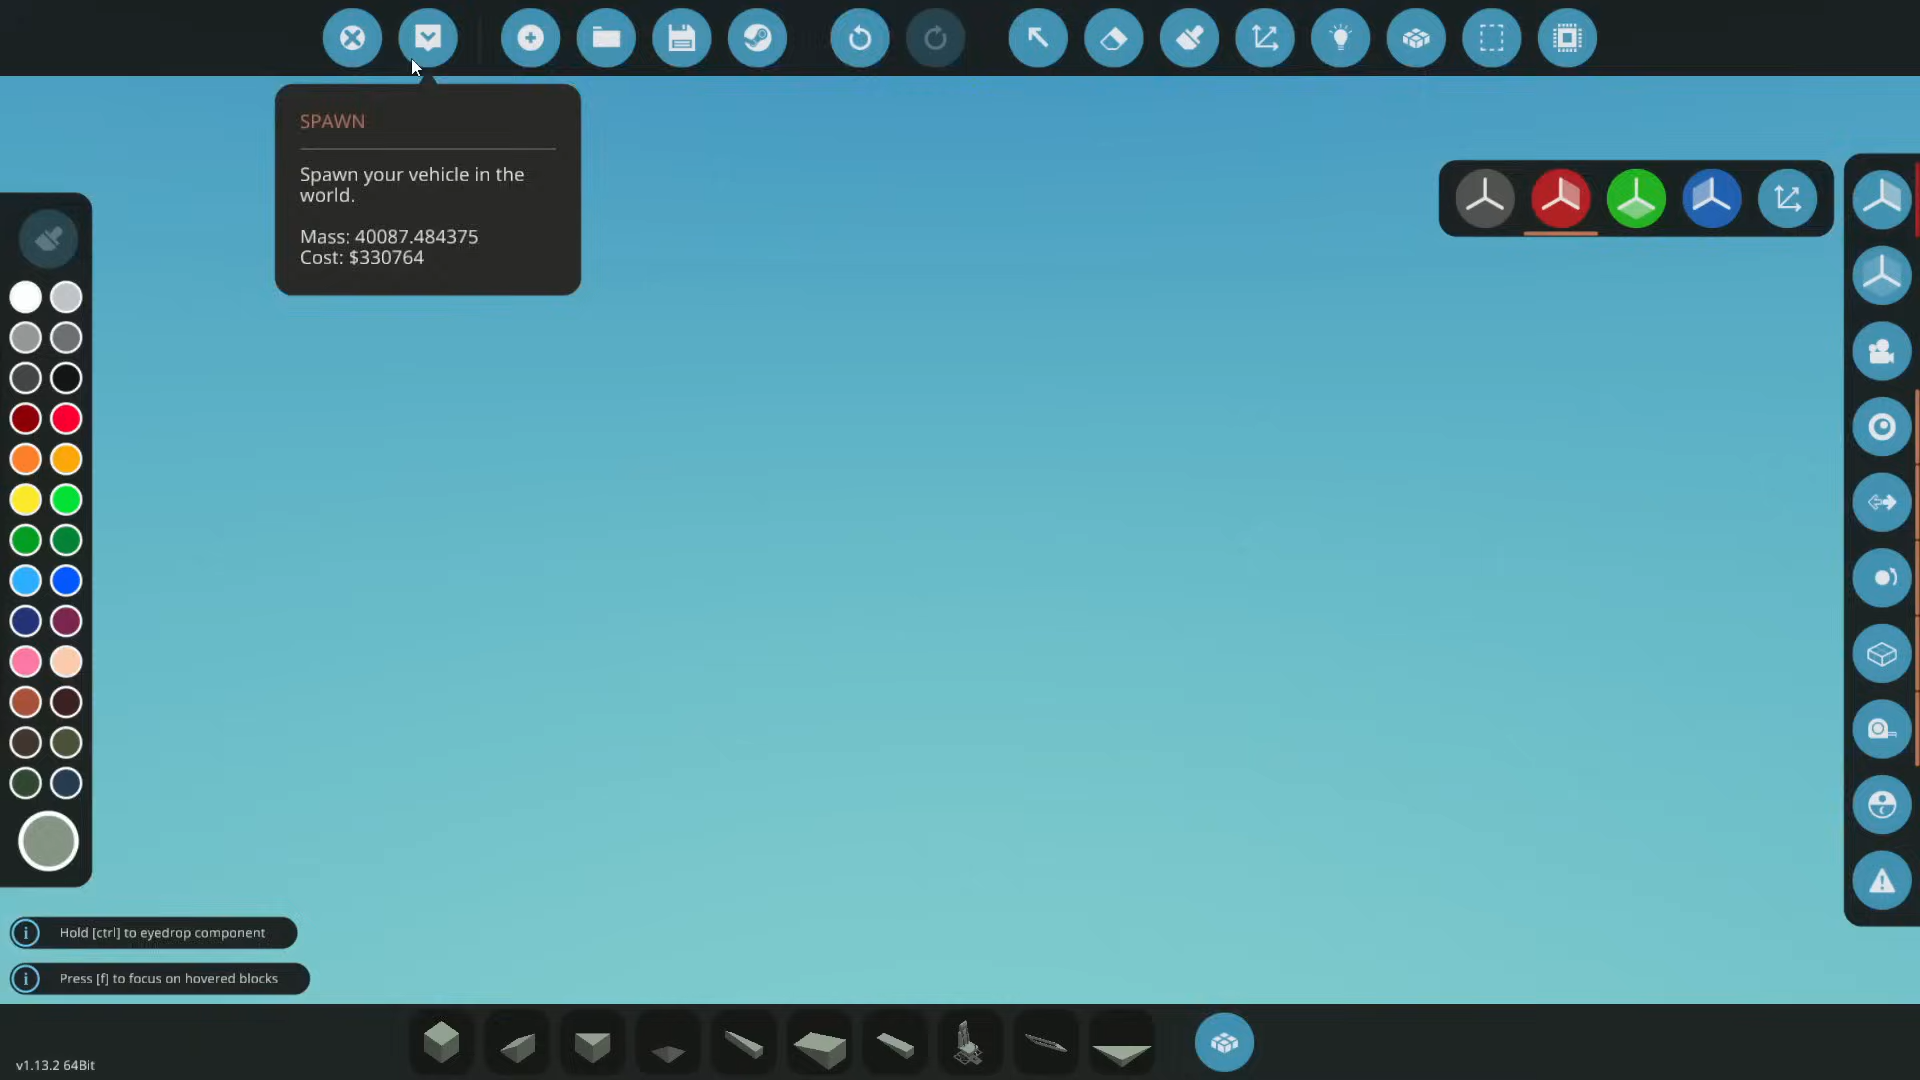 SPAWN
Spawn your vehicle in the
world.
Mass: 40087.484375
Cost: $330764
Hold [ctrl] to eyedrop component
Press [f] to focus on hovered blocks
v1.13.2 64Bit